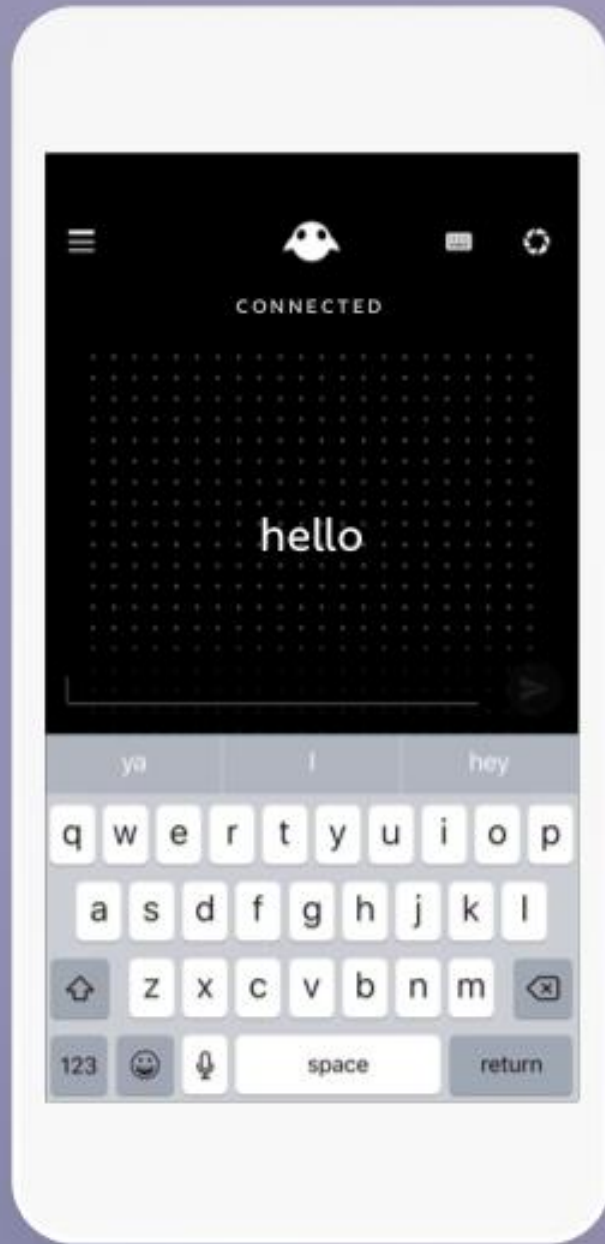 CONNECTED
hello
ya I hey
q w e r t y u i o p
a s d f g h j k l
z x c v b n m
123 space return